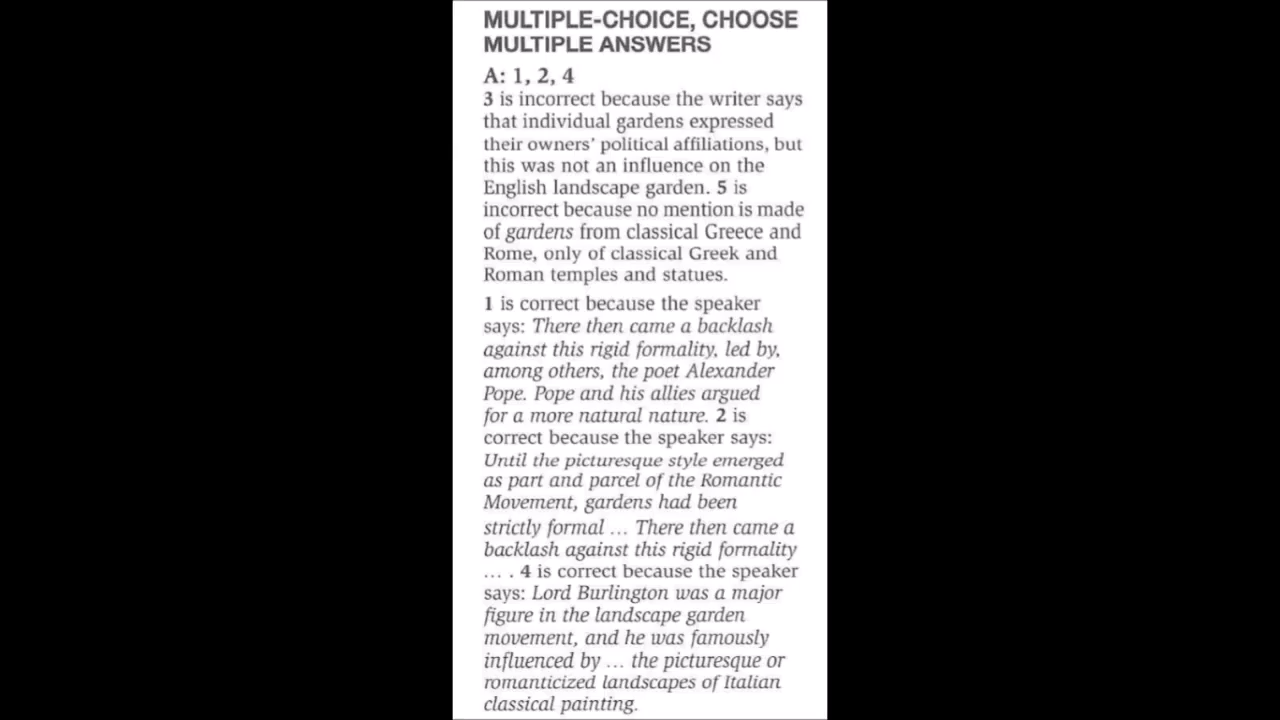 MULTIPLE-CHOICE, CHOOSE
MULTIPLE ANSWERS
A: 1, 2, 4
3 is incorrect because the writer says
that individual gardens expressed
their owners' political affiliations, but
this was not an influence on the
English landscape garden. 5 is
incorrect because no mention is made
of gardens from classical Greece and
Rome, only of classical Greek and
Roman temples and statues.
1 is correct because the speaker
says: There then came a backlash
against this rigid formality, led by,
among others, the poet Alexander
Pope. Pope and his allies argued
for a more natural nature. 2 is
correct because the speaker says:
Until the picturesque style emerged
as part and parcel of the Romantic
Movement, gardens had been
strictly formal ... There then came a
backlash against this rigid formality
... . 4 is correct because the speaker
says: Lord Burlington was a major
figure in the landscape garden
movement, and he was famously
influenced by ... the picturesque or
romanticized landscapes of Italian
classical painting.